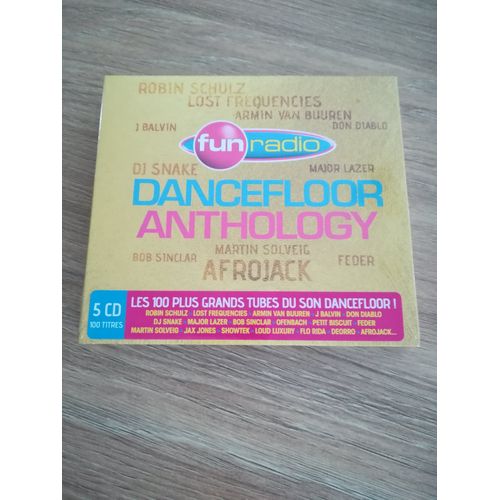 ROBIN SCHULZ
LOST FREQUENCIES
ARMIN VAN BUUREN
J BALVIN
DON DIABLO
fun radio
DJ SNAKE
MAJOR LAZER
DANCEFLOOR
ANTHOLOGY
MARTIN SOLVEIG
BOB SINCLAR
FEDER
AFROJACK
5 CD
100 TITRES
LES 100 PLUS GRANDS TUBES DU SON DANCEFLOOR !
ROBIN SCHULZ · LOST FREQUENCIES · ARMIN VAN BUUREN · J BALVIN · DON DIABLO
DJ SNAKE · MAJOR LAZER · BOB SINCLAR · OFENBACH · PETIT BISCUIT · FEDER
MARTIN SOLVEIG · JAX JONES · SHOWTEK · LOUD LUXURY · FLO RIDA · DEORRO · AFROJACK...